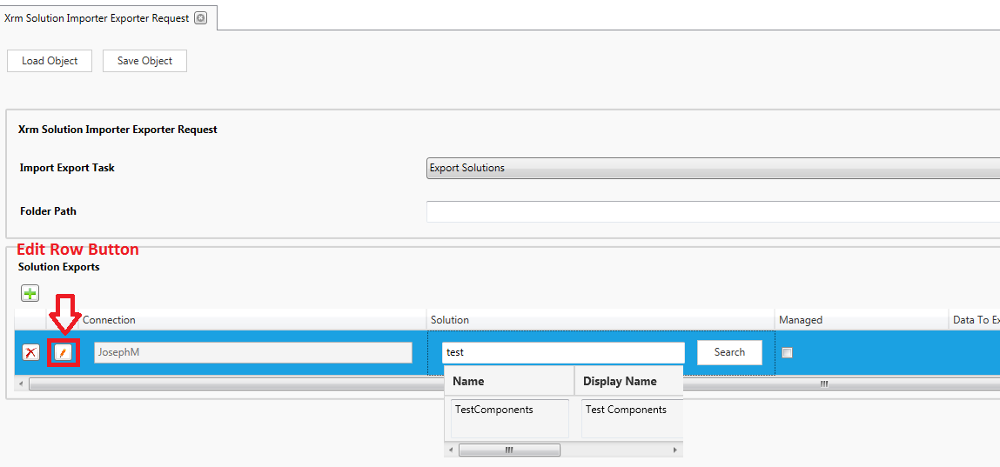 Xrm Solution Importer Exporter Request
Load Object
Save Object
Xrm Solution Importer Exporter Request
Import Export Task
Export Solutions
Folder Path
Edit Row Button
Solution Exports
Connection
Solution
Managed
Data To Ex
JosephM
test
Search
Name
Display Name
TestComponents
Test Components